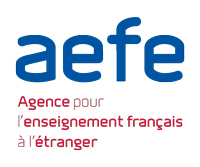 aefe
Agence pour
l'enseignement français
à l'étranger